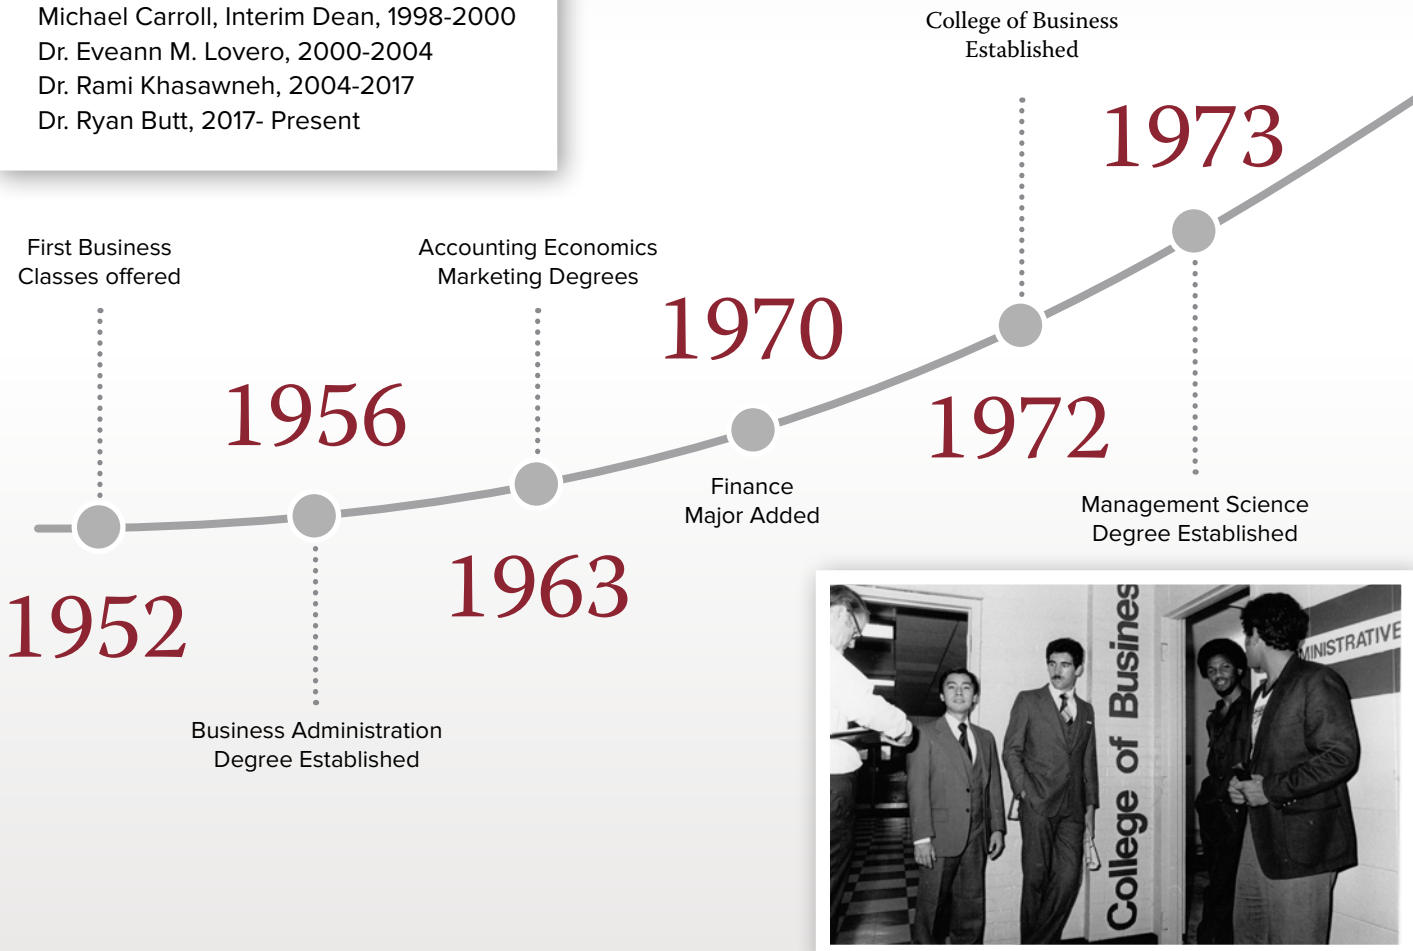 Michael Carroll, Interim Dean, 1998-2000
Dr. Eveann M. Lovero, 2000-2004
Dr. Rami Khasawneh, 2004-2017
Dr. Ryan Butt, 2017- Present
First Business
Classes offered
1952
1956
Business Administration
Degree Established
Accounting Economics
Marketing Degrees
1963
1970
Finance
Major Added
College of Business
Established
1972
1973
Management Science
Degree Established
College of Busines
MINISTRATIVE